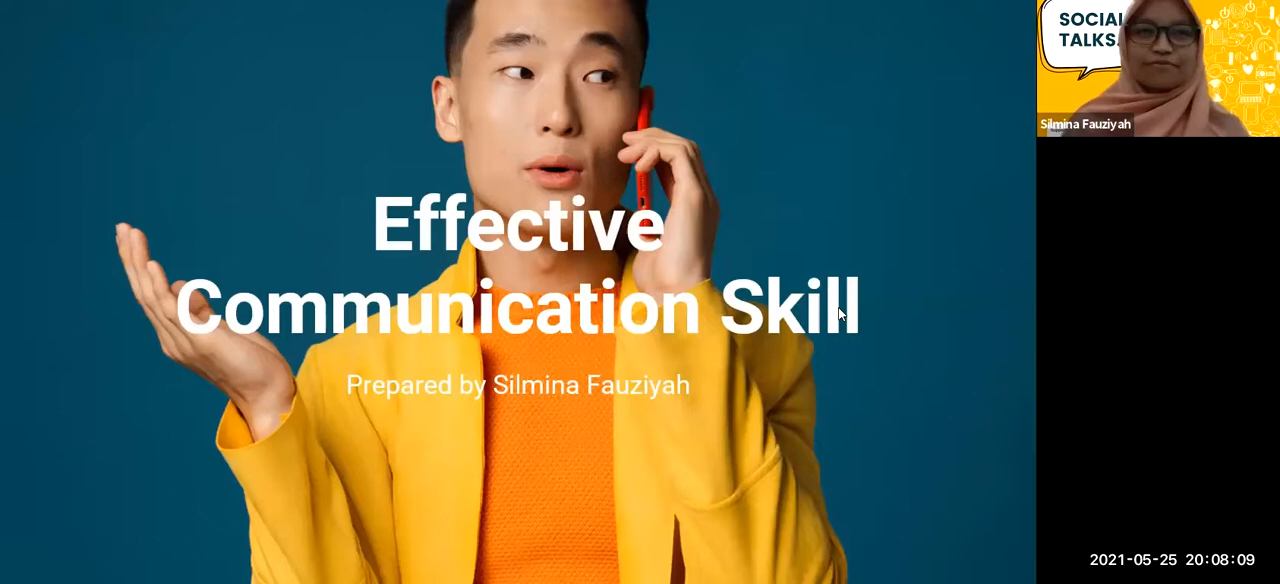 Effective
Communication Skill
Prepared by Silmina Fauziyah
SOCIAL
TALKS.
Silmina Fauziyah
2021-05-25 20:08:09